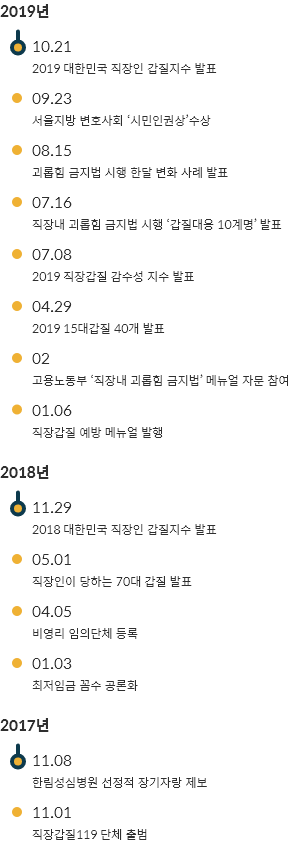 2019년
10.21
2019 대한민국 직장인 갑질지수 발표
09.23
서울지방 변호사회 ‘시민인권상’수상
08.15
괴롭힘 금지법 시행 한달 변화 사례 발표
07.16
직장내 괴롭힘 금지법 시행 ‘갑질대응 10계명’ 발표
07.08
2019 직장갑질 감수성 지수 발표
04.29
2019 15대갑질 40개 발표
02
고용노동부 ‘직장내 괴롭힘 금지법’ 메뉴얼 자문 참여
01.06
직장갑질 예방 메뉴얼 발행
2018년
11.29
2018 대한민국 직장인 갑질지수 발표
05.01
직장인이 당하는 70대 갑질 발표
04.05
비영리 임의단체 등록
01.03
최저임금 꼼수 공론화
2017년
11.08
한림성심병원 선정적 장기자랑 제보
11.01
직장갑질119 단체 출범